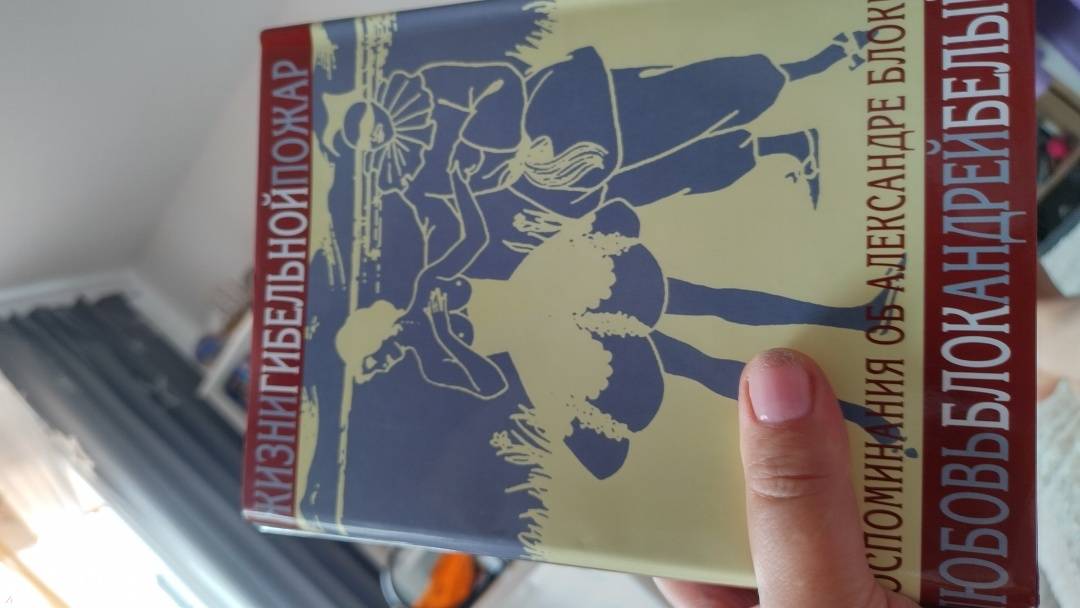 ЖИЗНИГИБЕЛЬНОЙПОЖАР
ОСПОМИНАНИЯ ОБ АЛЕКСАНДРЕ БЛОК
ЮБОВЬБЛОКАНДРЕЙБЕЛЫЙ